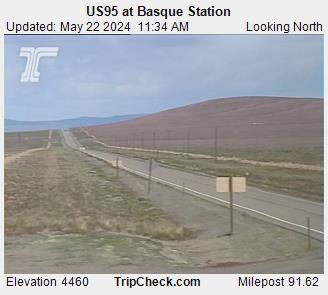 US95 at Basque Station
Updated: May 22 2024 11:34 AM Looking North
Elevation 4460 TripCheck.com Milepost 91.62